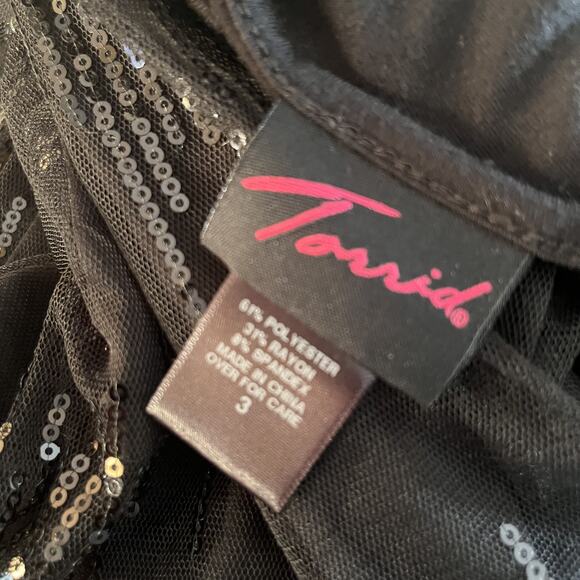 Torrid®
61% POLYESTER
31% RAYON
8% SPANDEX
MADE IN CHINA
OVER FOR CARE
3